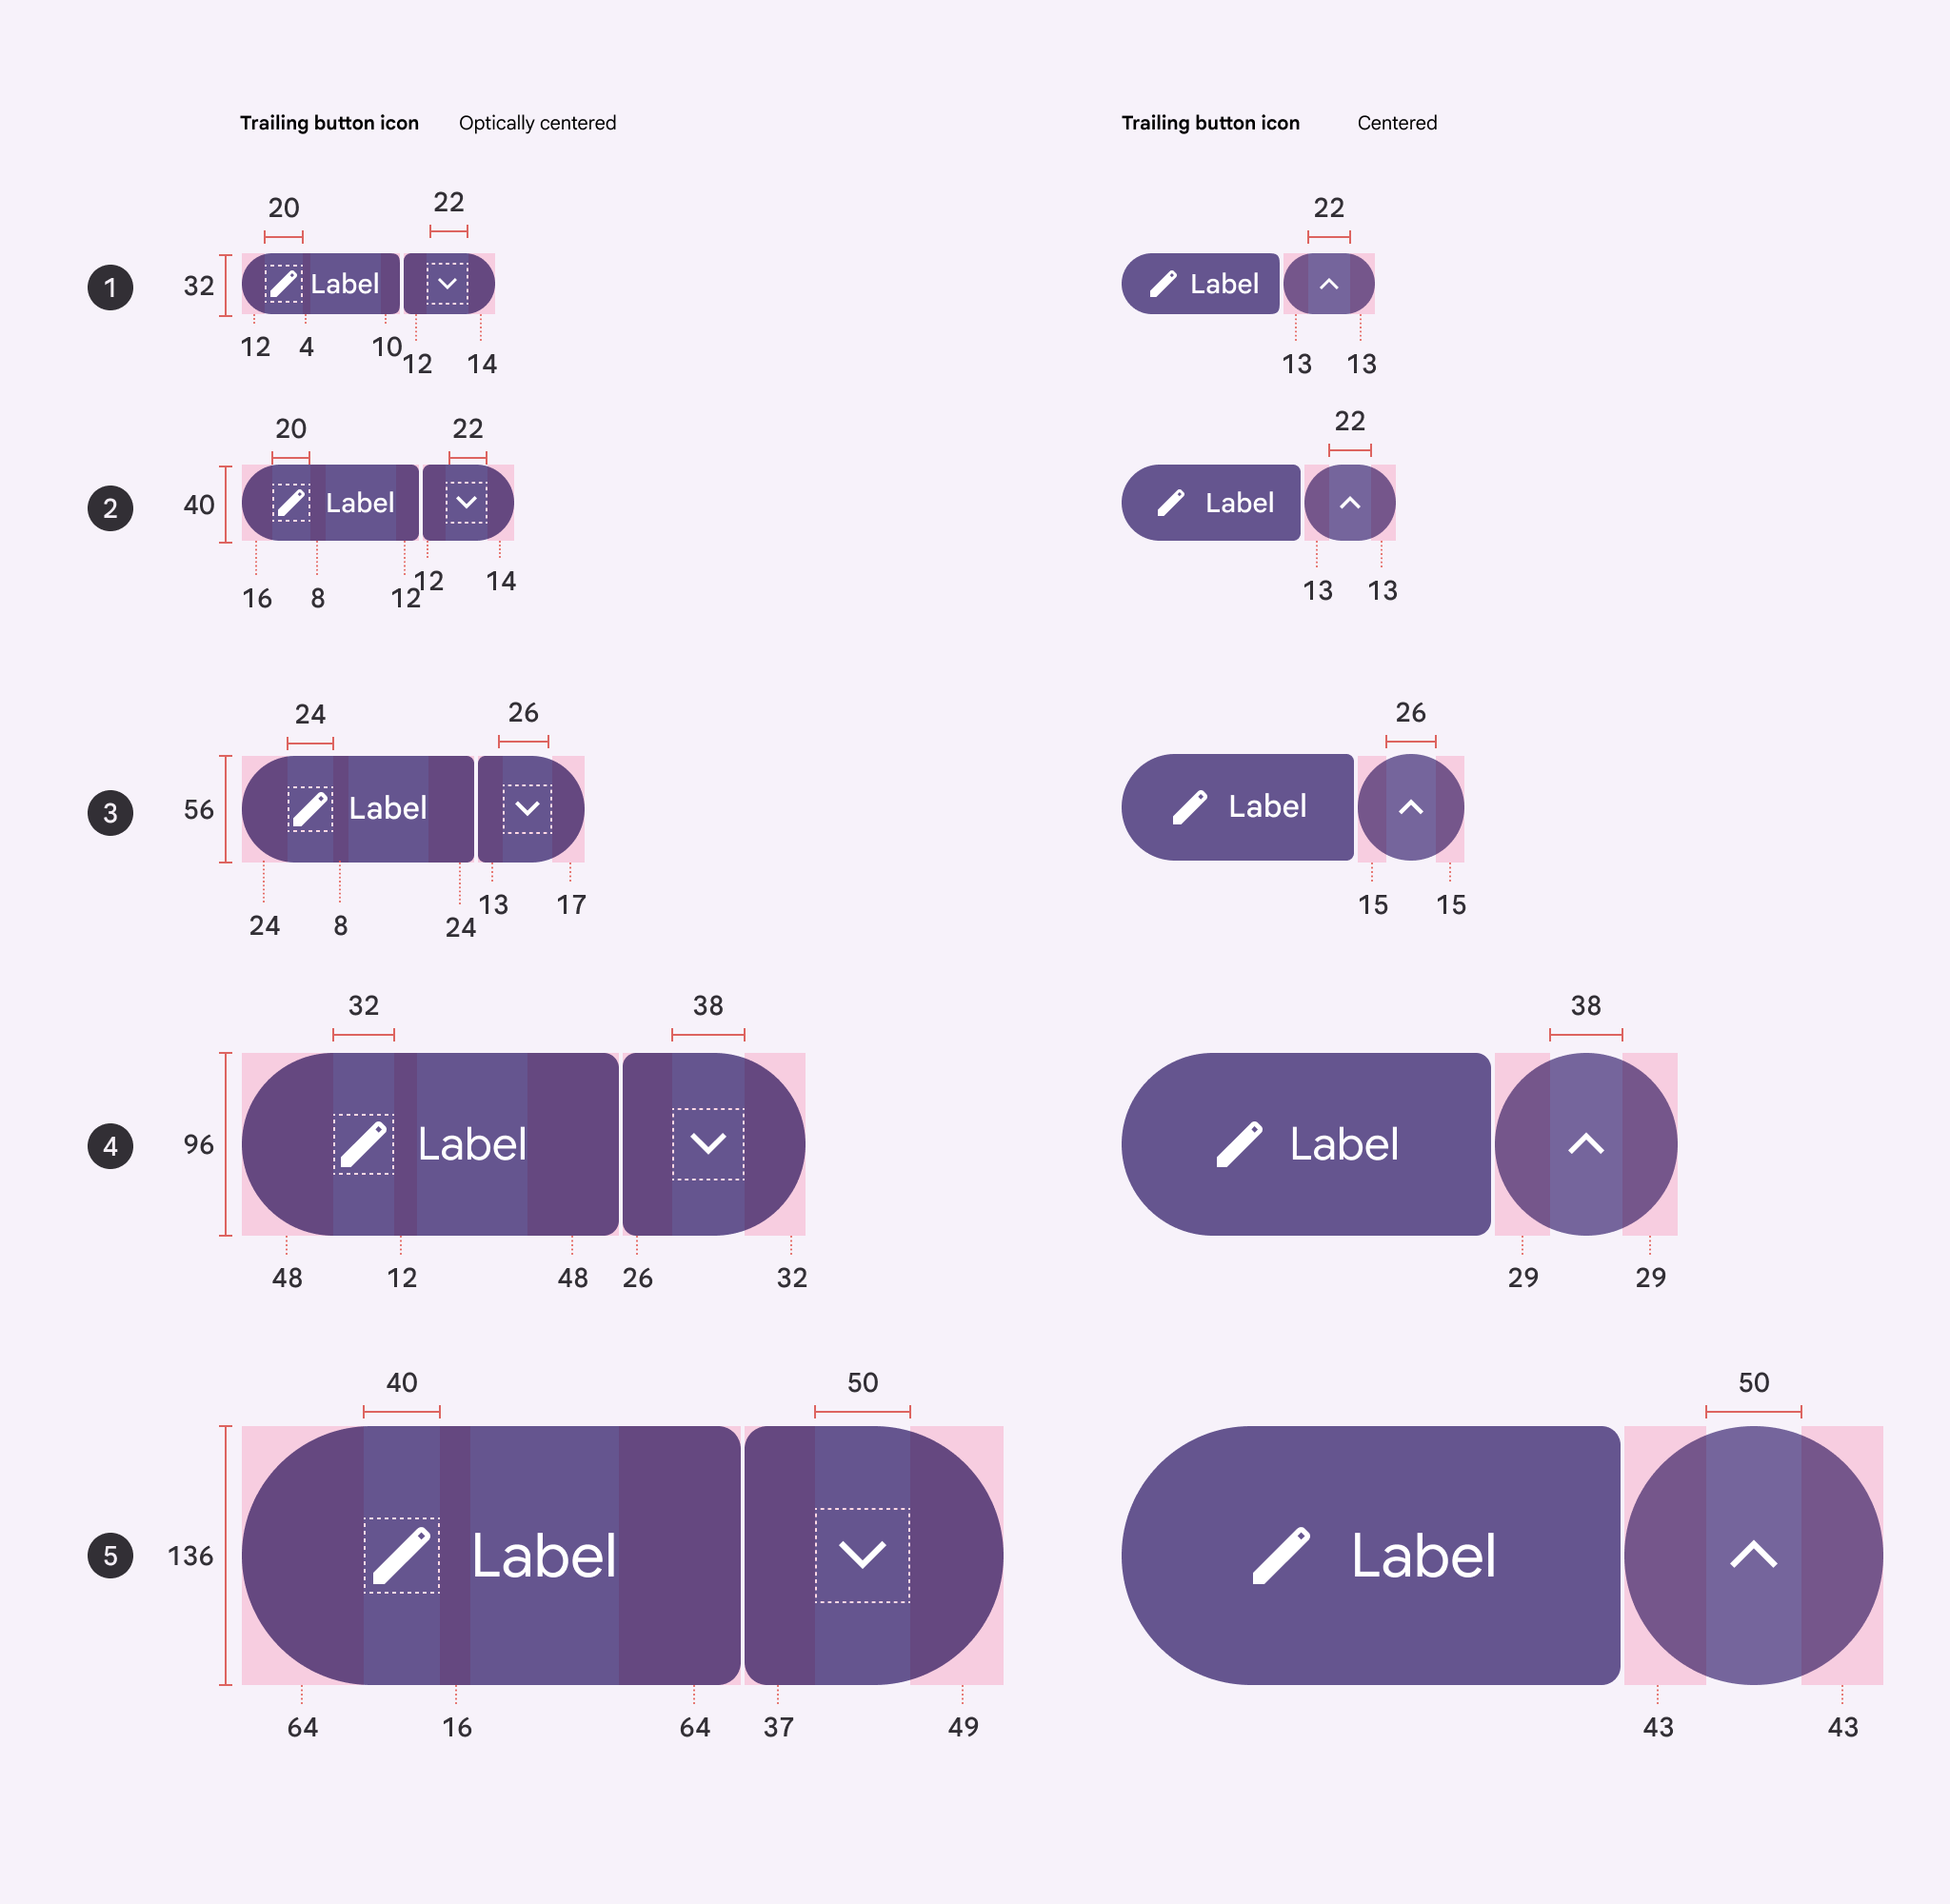 Trailing button icon Optically centered Trailing button icon Centered
20 22 22
1 32 Label Label
12 4 10 12 14 13 13
20 22 22
2 40 Label Label
16 8 12 12 14 13 13
24 26 26
3 56 Label Label
24 8 24 13 17 15 15
32 38 38
4 96 Label Label
48 12 48 26 32 29 29
40 50 50
5 136 Label Label
64 16 64 37 49 43 43